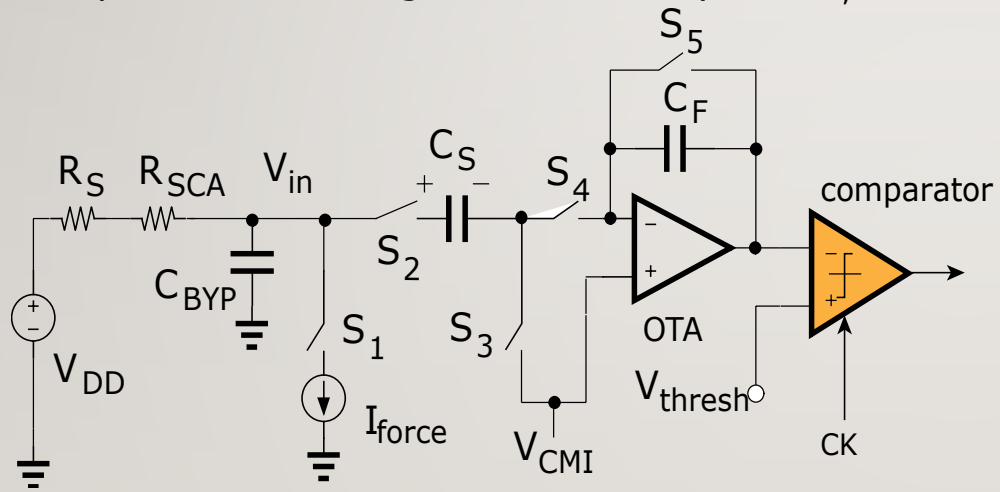 S5
CF
CS
S4
RS
RSCA
Vin
comparator
S2
CBYP
S1
S3
OTA
VDD
Iforce
Vthresh
VCMI
CK